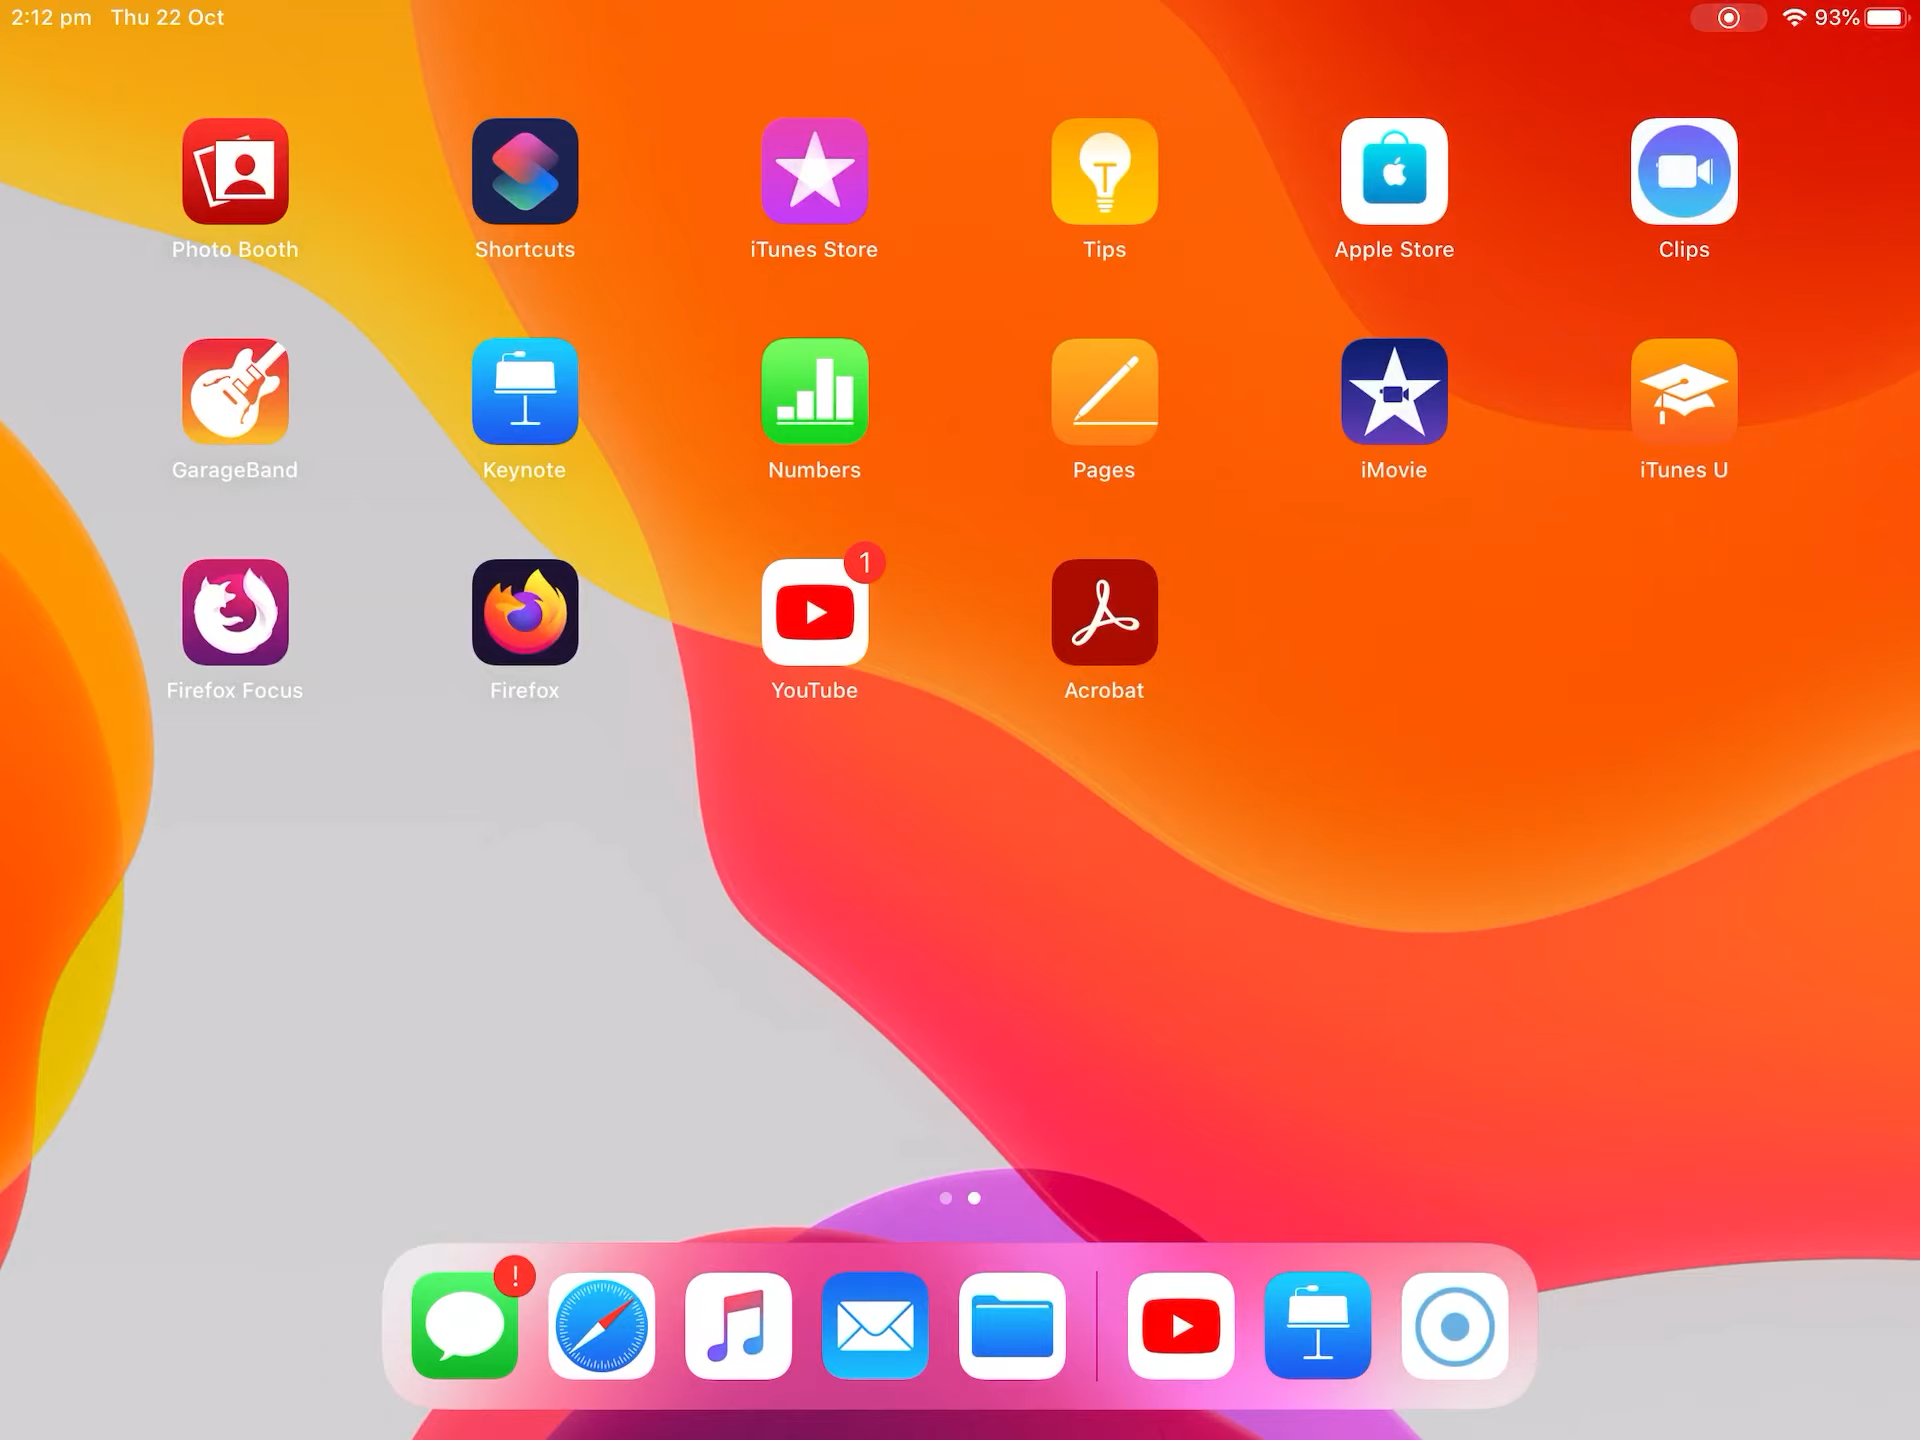 2:12 pm Thu 22 Oct 93%
Photo Booth Shortcuts iTunes Store Tips Apple Store Clips
GarageBand Keynote Numbers Pages iMovie iTunes U
1
Firefox Focus Firefox YouTube Acrobat
!